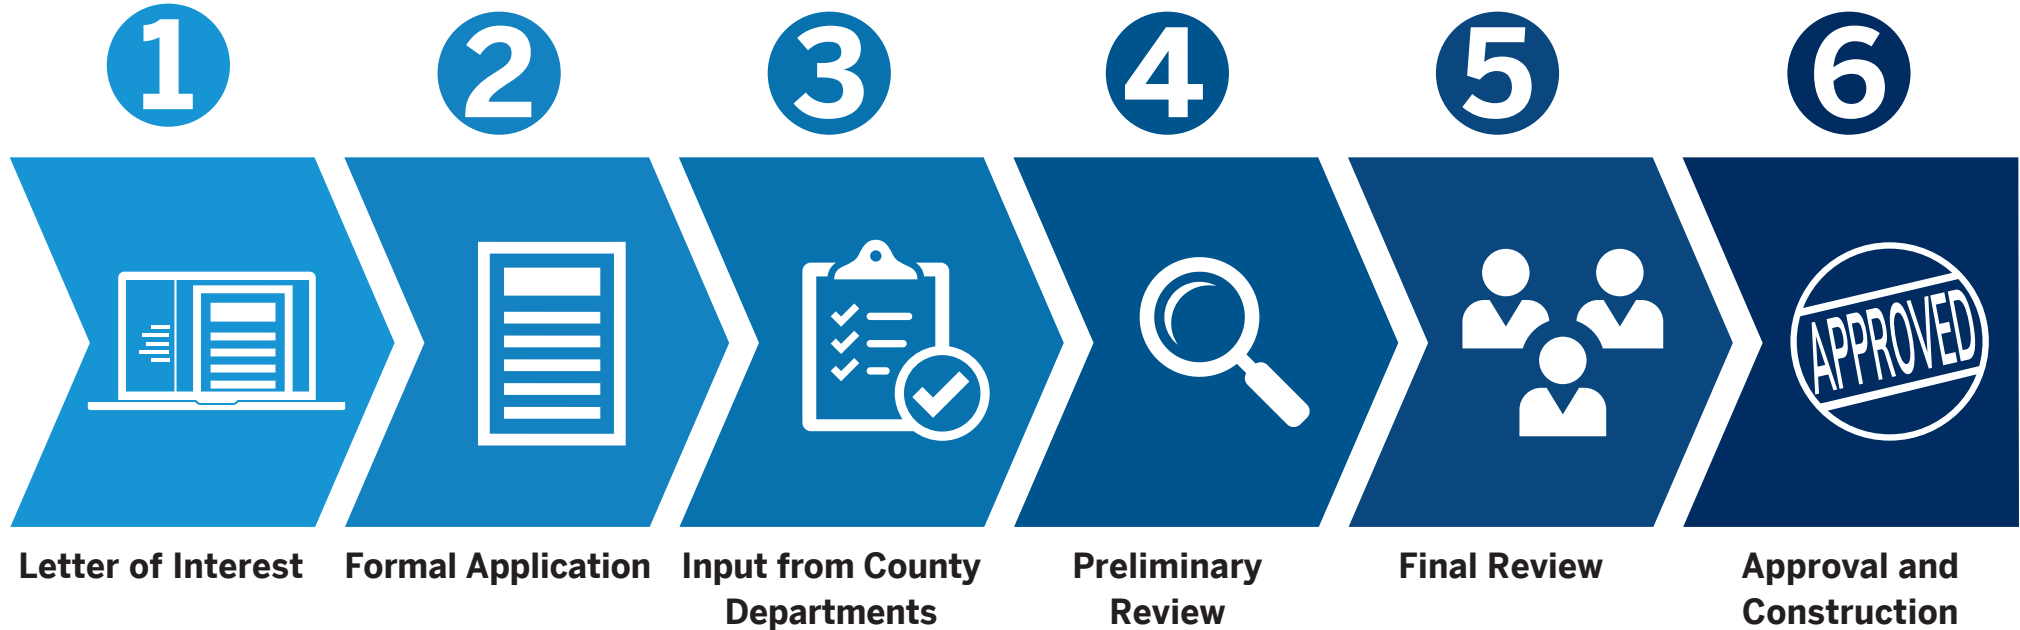 1
2
3
4
5
6
APPROVED
Letter of Interest
Formal Application
Input from County
Departments
Preliminary
Review
Final Review
Approval and
Construction